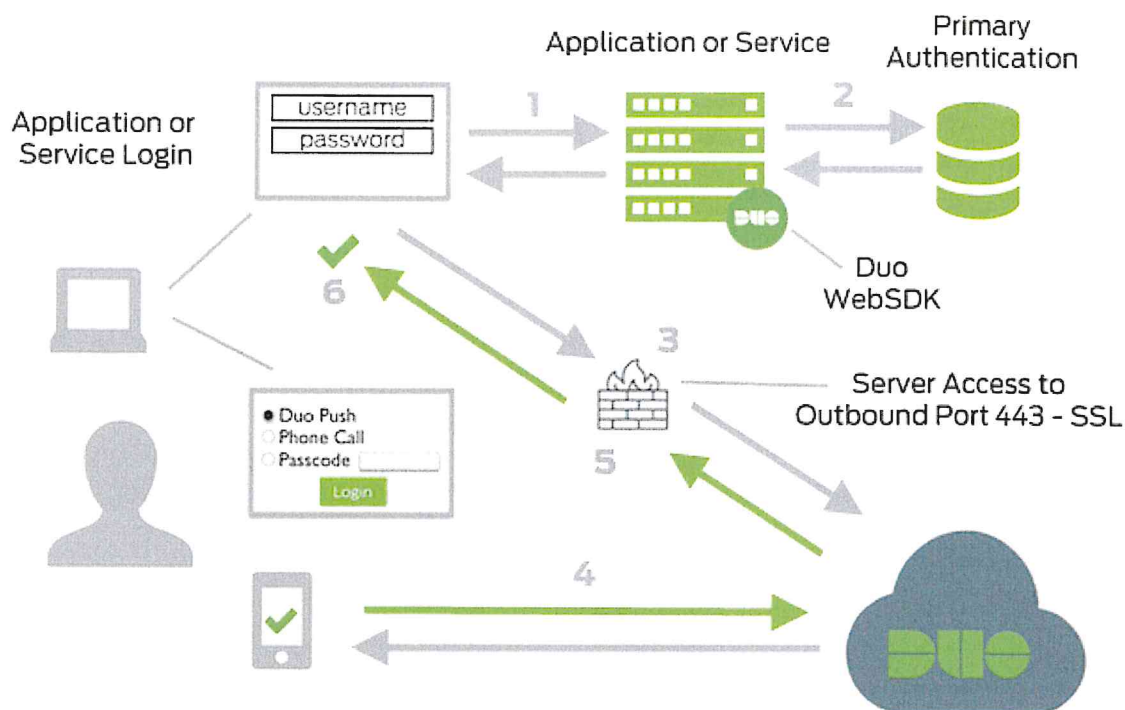 Application or
Service Login
username
password
1
Application or Service
2
Primary
Authentication
DUO
Duo
WebSDK
6
3
Server Access to
Outbound Port 443 - SSL
Duo Push
Phone Call
Passcode
Login
5
4
DUO